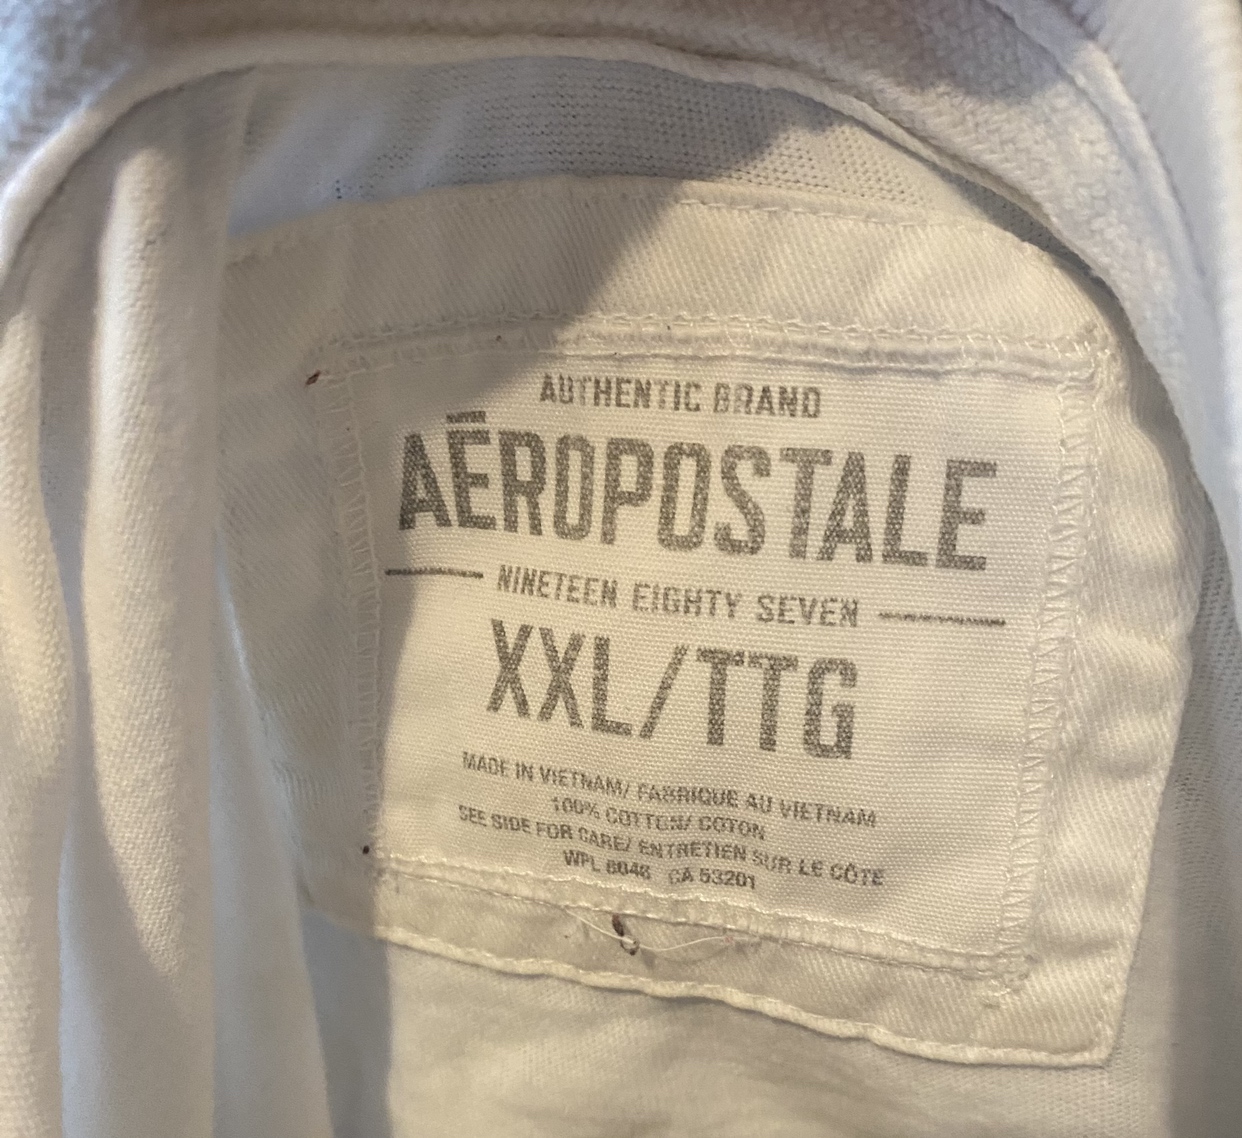 AUTHENTIC BRAND
AĒROPOSTALE
NINETEEN EIGHTY SEVEN
XXL/TTG
MADE IN VIETNAM/ FABRIQUE AU VIETNAM
100% COTTON/ COTON
SEE SIDE FOR CARE/ ENTRETIEN SUR LE CÔTE
WPL 8046 CA 53201